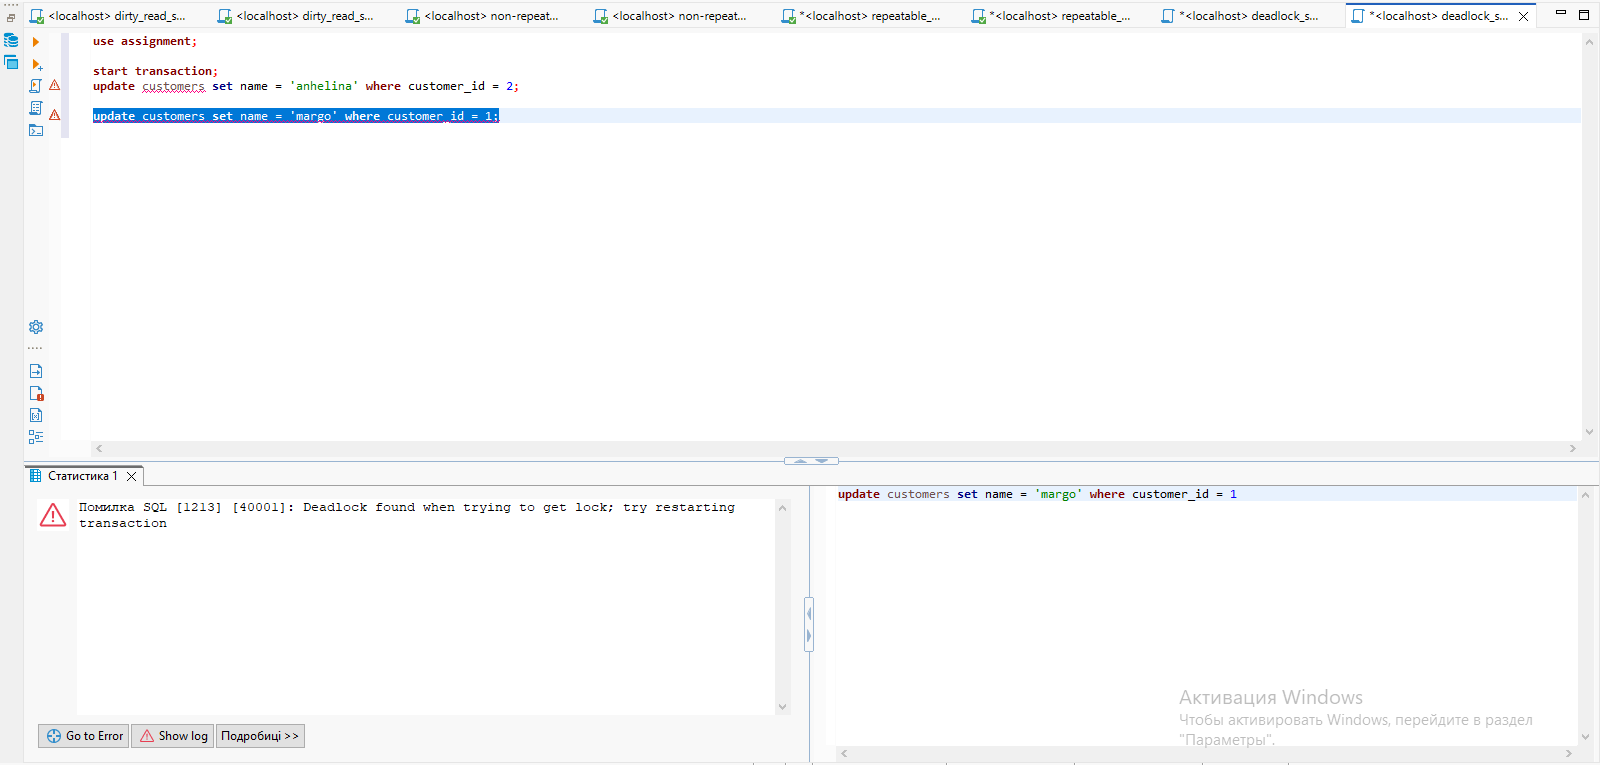 <localhost> dirty_read_s...
<localhost> dirty_read_s...
<localhost> non-repeat...
<localhost> non-repeat...
*<localhost> repeatable_...
*<localhost> repeatable_...
*<localhost> deadlock_s...
*<localhost> deadlock_s...
use assignment;
start transaction;
update customers set name = 'anhelina' where customer_id = 2;
update customers set name = 'margo' where customer_id = 1;
Статистика 1
Помилка SQL [1213] [40001]: Deadlock found when trying to get lock; try restarting
transaction
update customers set name = 'margo' where customer_id = 1
Go to Error
Show log
Подробиці >>
Активация Windows
Чтобы активировать Windows, перейдите в раздел
"Параметры".